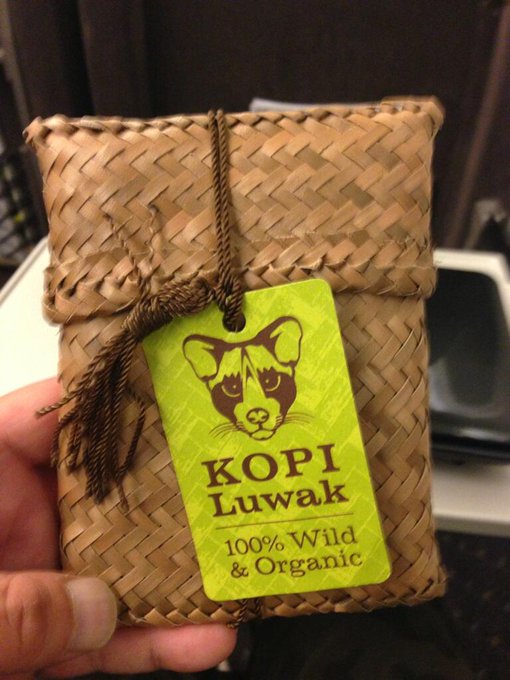 KOPI
Luwak
100% Wild
& Organic